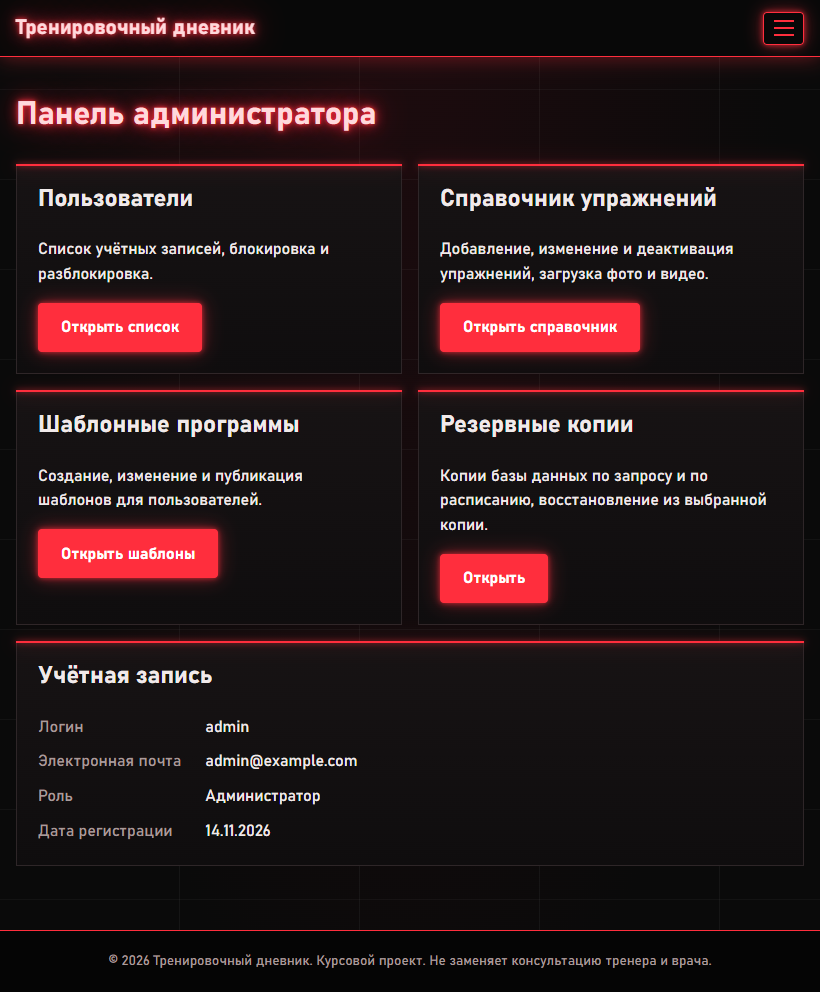 Тренировочный дневник
Панель администратора
Пользователи
Список учётных записей, блокировка и
разблокировка.
Открыть список
Справочник упражнений
Добавление, изменение и деактивация
упражнений, загрузка фото и видео.
Открыть справочник
Шаблонные программы
Создание, изменение и публикация
шаблонов для пользователей.
Открыть шаблоны
Резервные копии
Копии базы данных по запросу и по
расписанию, восстановление из выбранной
копии.
Открыть
Учётная запись
Логин admin
Электронная почта admin@example.com
Роль Администратор
Дата регистрации 14.11.2026
© 2026 Тренировочный дневник. Курсовой проект. Не заменяет консультацию тренера и врача.